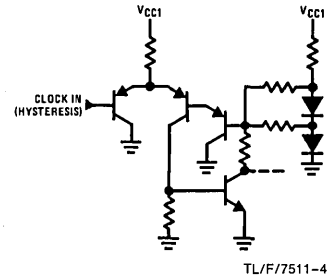 VCC1
VCC1
CLOCK IN
(HYSTERESIS)
TL/F/7511–4